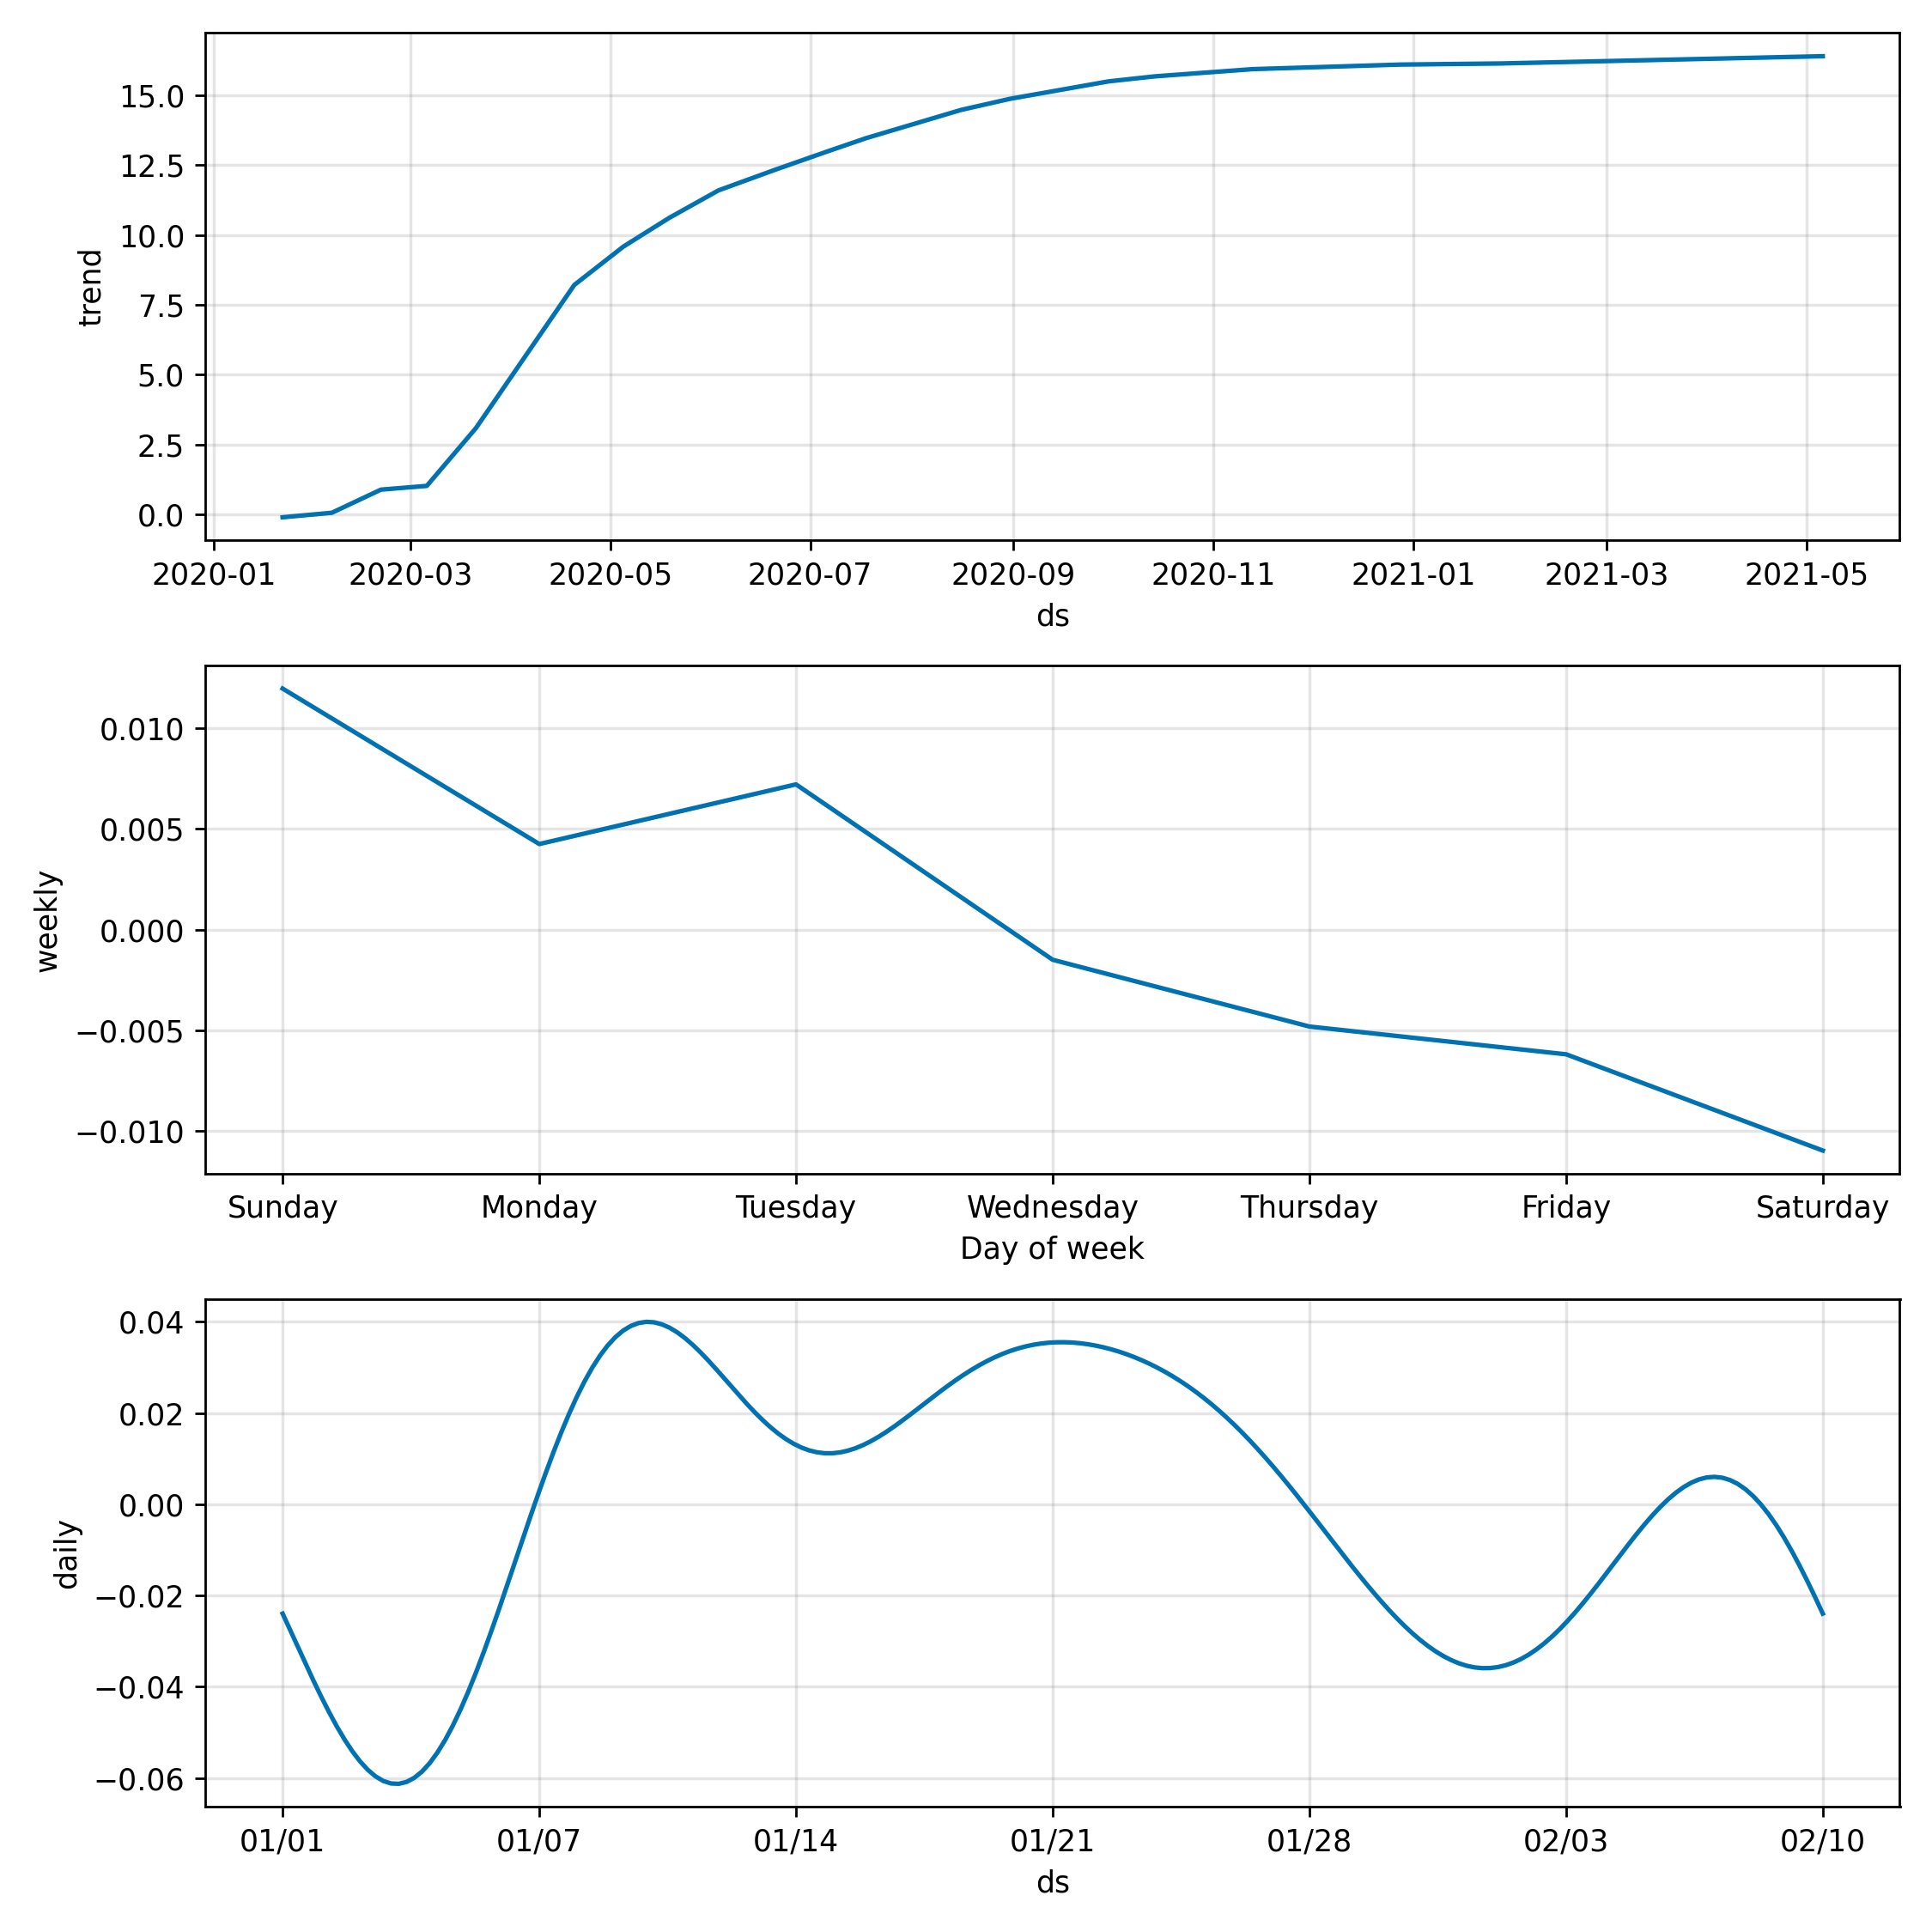 15.0
12.5
10.0
7.5
5.0
2.5
0.0
trend
2020-01 2020-03 2020-05 2020-07 2020-09 2020-11 2021-01 2021-03 2021-05
ds
0.010
0.005
0.000
−0.005
−0.010
weekly
Sunday Monday Tuesday Wednesday Thursday Friday Saturday
Day of week
0.04
0.02
0.00
−0.02
−0.04
−0.06
daily
01/01 01/07 01/14 01/21 01/28 02/03 02/10
ds